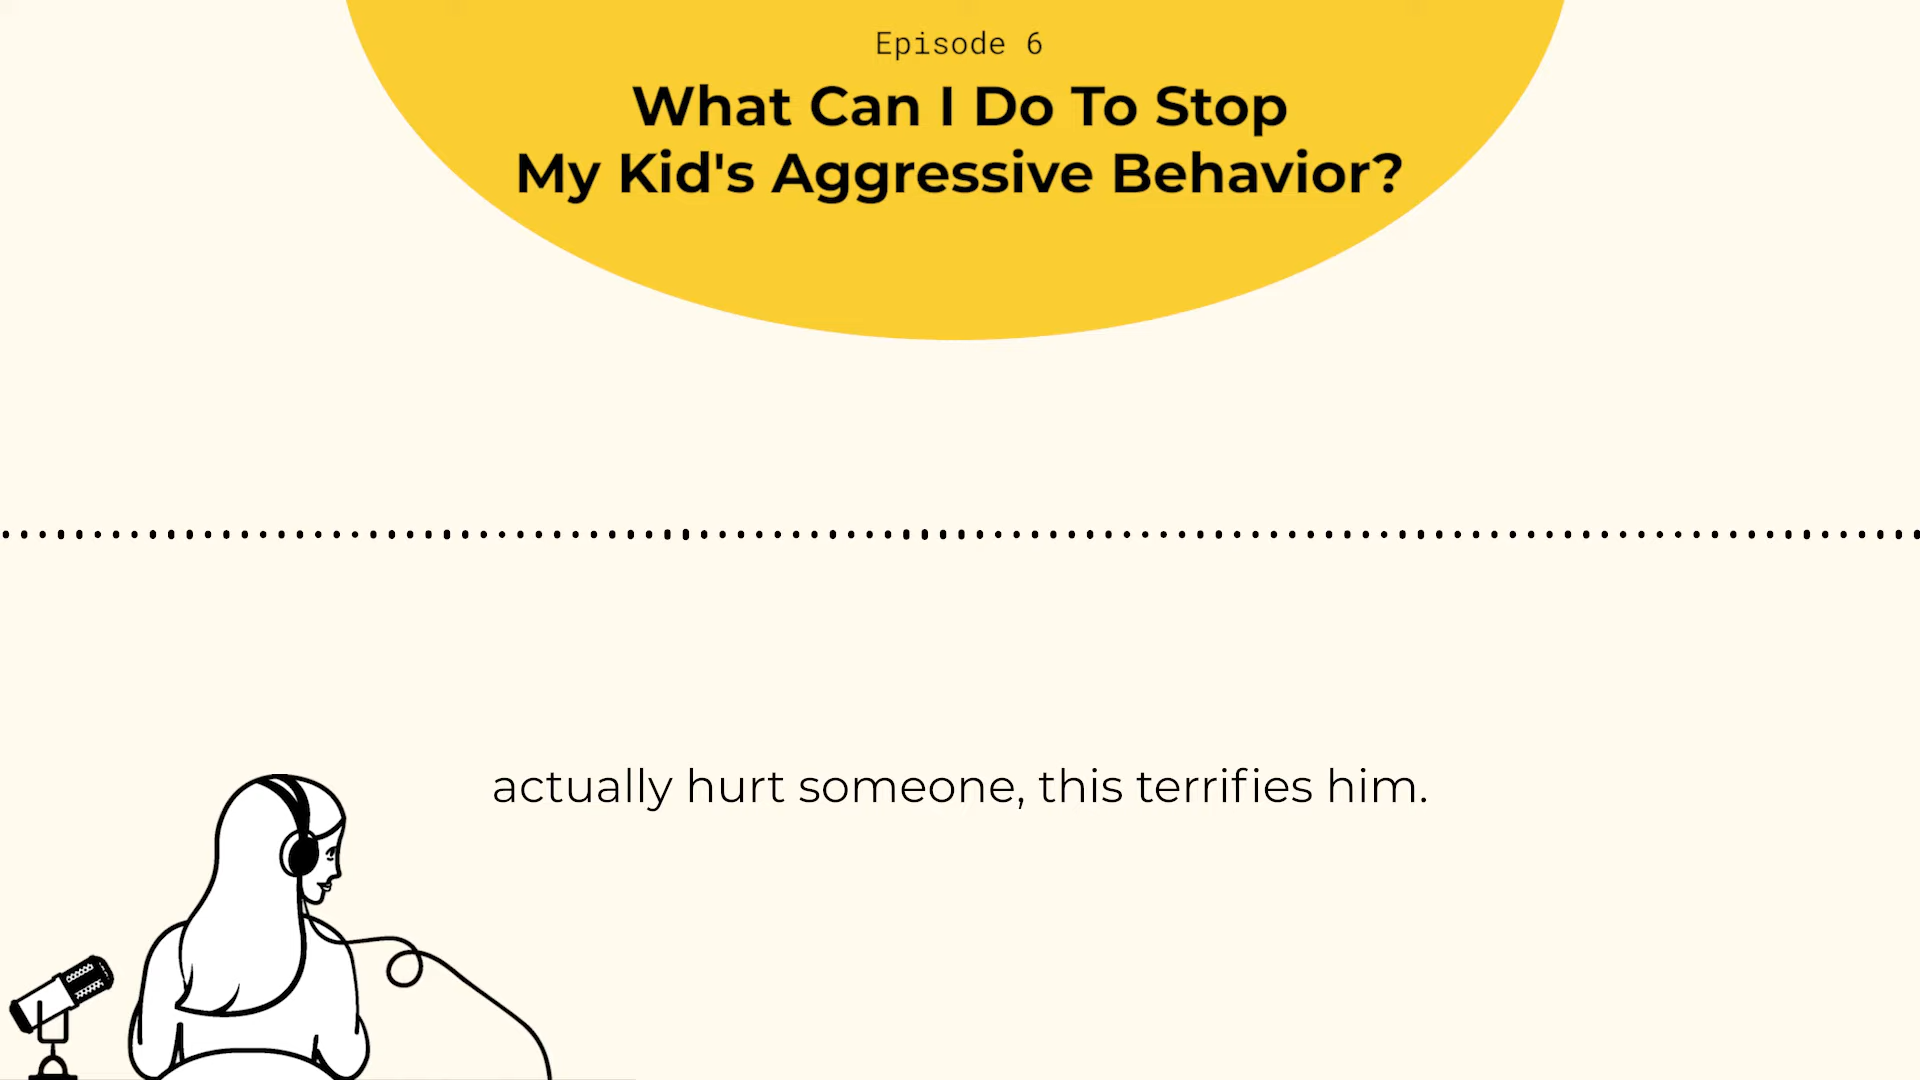 Episode 6
What Can I Do To Stop
My Kid's Aggressive Behavior?
actually hurt someone, this terrifies him.